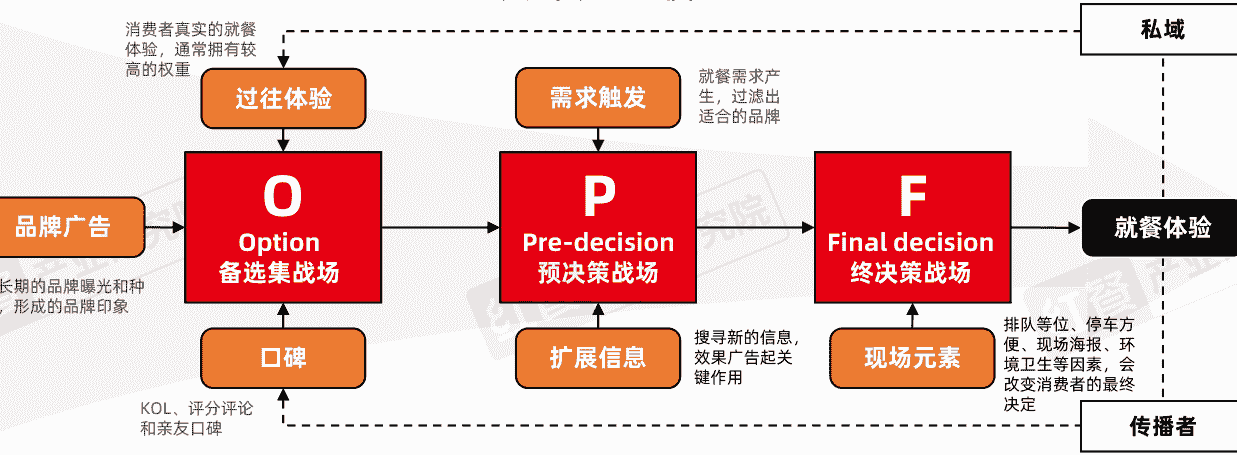 消费者真实的就餐
体验，通常拥有较
高的权重
私域
过往体验
需求触发
就餐需求产
生，过滤出
适合的品牌
品牌广告
O
Option
备选集战场
P
Pre-decision
预决策战场
F
Final decision
终决策战场
就餐体验
长期的品牌曝光和种
，形成的品牌印象
口碑
扩展信息
搜寻新的信息，
效果广告起关
键作用
现场元素
排队等位、停车方
便、现场海报、环
境卫生等因素，会
改变消费者的最终
决定
KOL、评分评论
和亲友口碑
传播者